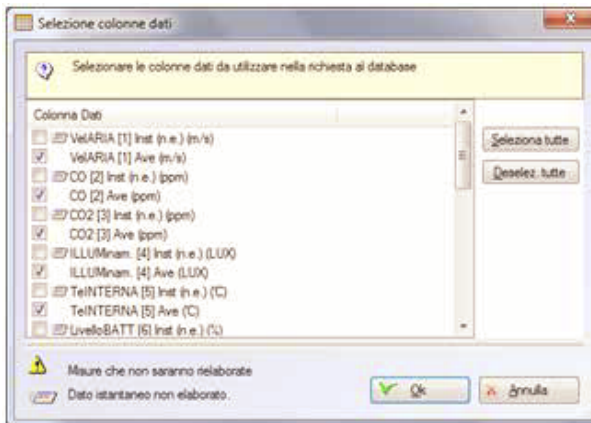 Selezione colonne dati
Selezionare le colonne dati da utilizzare nella richiesta al database
Colonna Dati
VelARIA [1] Inst (n.e.) (m/s)
VelARIA [1] Ave (m/s)
CO [2] Inst (n.e.) (ppm)
CO [2] Ave (ppm)
CO2 [3] Inst (n.e.) (ppm)
CO2 [3] Ave (ppm)
ILLUMinam. [4] Inst (n.e.) (LUX)
ILLUMinam. [4] Ave (LUX)
TeINTERNA [5] Inst (n.e.) (°C)
TeINTERNA [5] Ave (°C)
LivelloBATT [6] Inst (n.e.) (%)
Seleziona tutte
Deselez. tutte
Misure che non saranno rielaborate
Dato istantaneo non elaborato.
Ok
Annulla